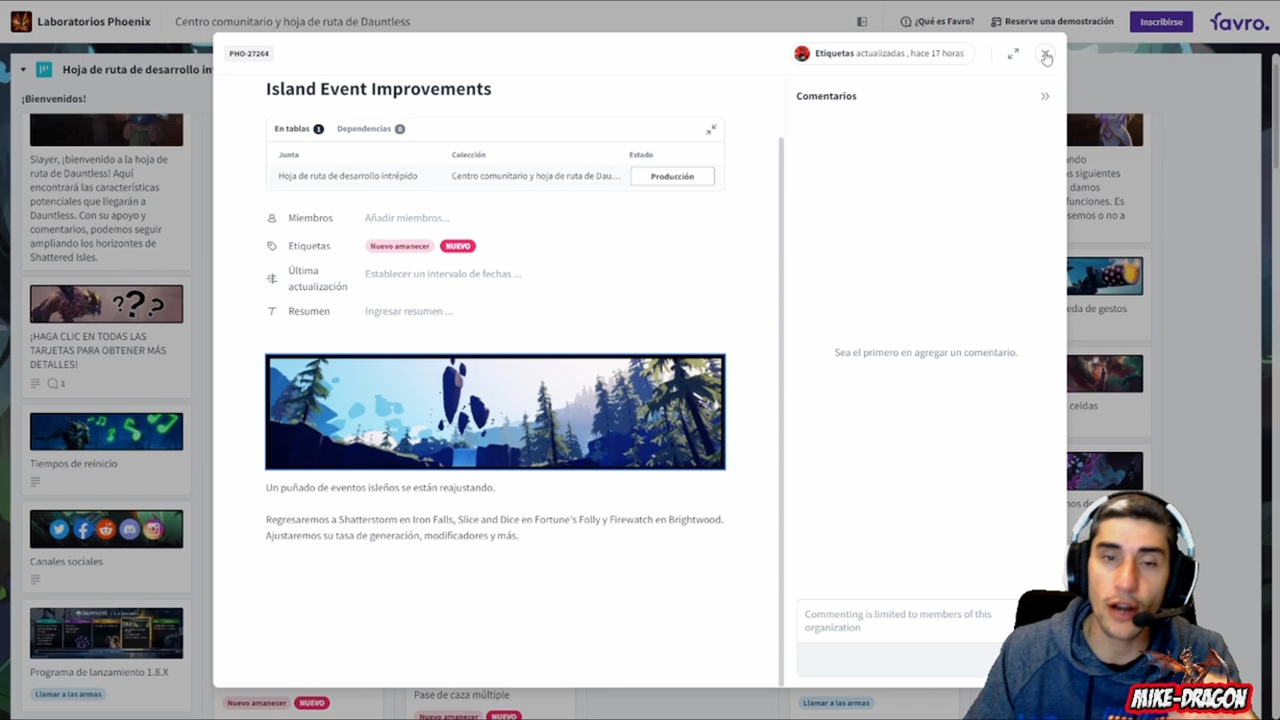 Laboratorios Phoenix
Centro comunitario y hoja de ruta de Dauntless
¿Qué es Favro?
Reserve una demostración
Inscribirse
favro.
Hoja de ruta de desarrollo int
¡Bienvenidos!
Slayer, ¡bienvenido a la hoja
de ruta de Dauntless! Aquí
encontrará las características
potenciales que llegarán a
Dauntless. Con su apoyo y
comentarios, podemos seguir
ampliando los horizontes de
Shattered Isles.
???
¡HAGA CLIC EN TODAS LAS
TARJETAS PARA OBTENER MÁS
DETALLES!
1
Tiempos de reinicio
Canales sociales
Programa de lanzamiento 1.8.X
Llamar a las armas
PHO-27264
Etiquetas actualizadas , hace 17 horas
Island Event Improvements
En tablas 1
Dependencias 0
Junta
Colección
Estado
Hoja de ruta de desarrollo intrépido
Centro comunitario y hoja de ruta de Dau...
Producción
Miembros
Añadir miembros...
Etiquetas
Nuevo amanecer
NUEVO
Última
actualización
Establecer un intervalo de fechas ...
Resumen
Ingresar resumen ...
Un puñado de eventos isleños se están reajustando.
Regresaremos a Shatterstorm en Iron Falls, Slice and Dice en Fortune's Folly y Firewatch en Brightwood.
Ajustaremos su tasa de generación, modificadores y más.
Comentarios
Sea el primero en agregar un comentario.
Commenting is limited to members of this
organization
ando
s siguientes
damos
funciones. Es
semos o no a
eda de gestos
celdas
nos de
Nuevo amanecer
NUEVO
Pase de caza múltiple
Nuevo amanecer
NUEVO
Llamar a las armas
MIKE-DRAGON